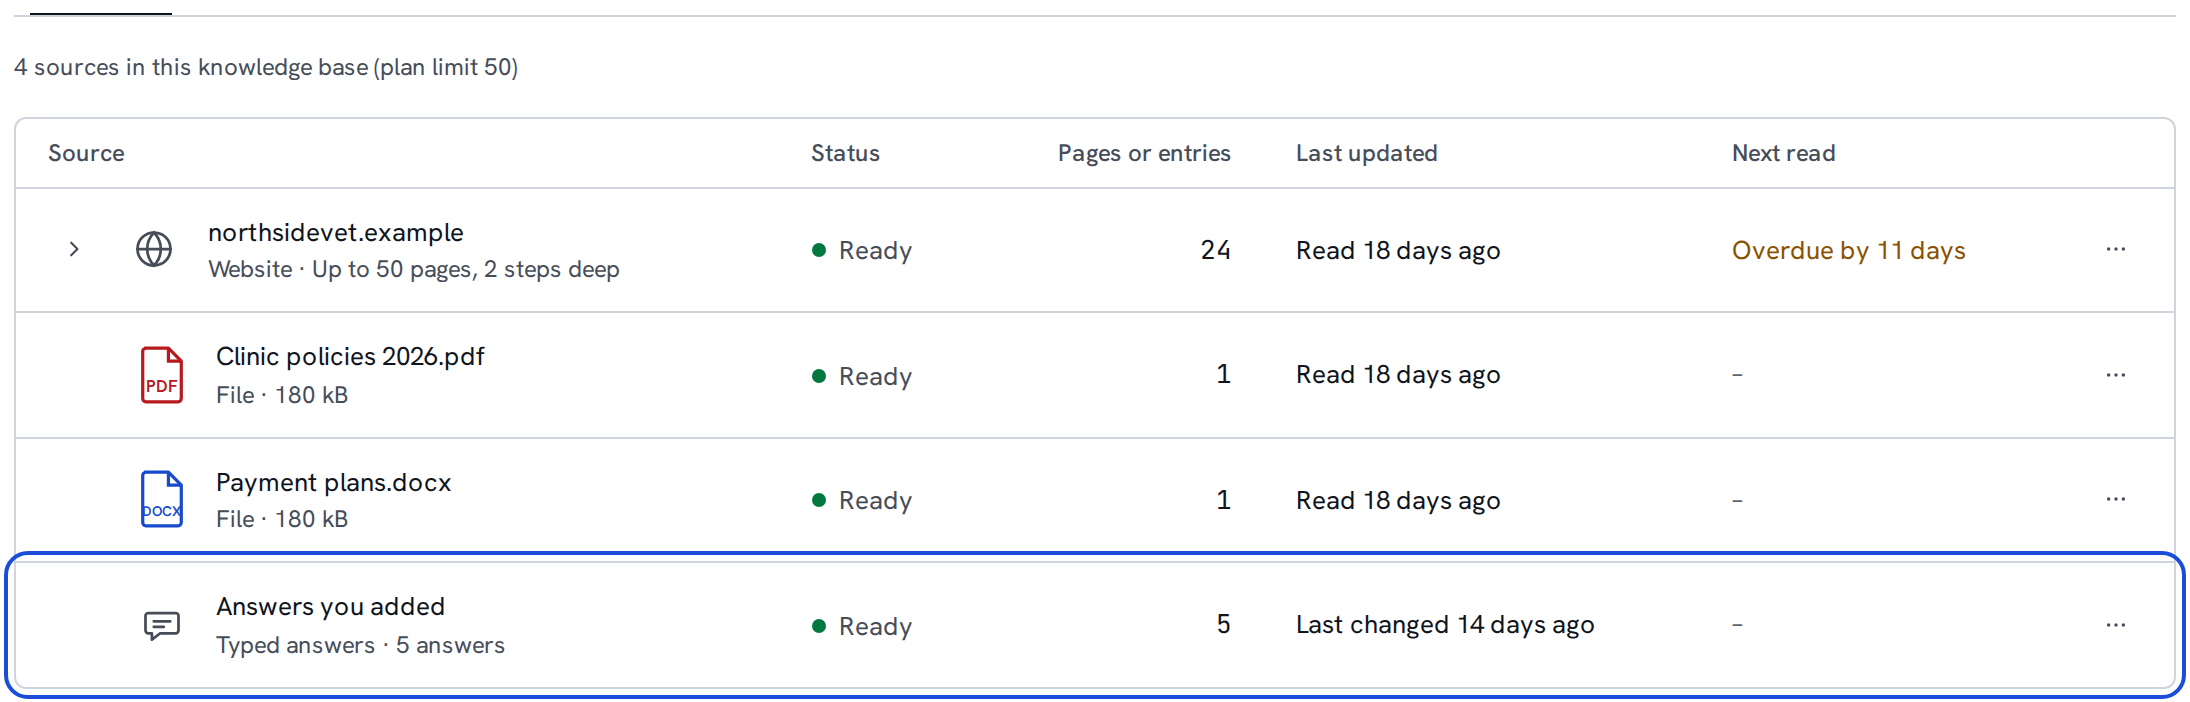 4 sources in this knowledge base (plan limit 50)
Source Status Pages or entries Last updated Next read
northsidevet.example
Website · Up to 50 pages, 2 steps deep
Ready 24 Read 18 days ago Overdue by 11 days
Clinic policies 2026.pdf
PDF
File · 180 kB
Ready 1 Read 18 days ago –
Payment plans.docx
DOCX
File · 180 kB
Ready 1 Read 18 days ago –
Answers you added
Typed answers · 5 answers
Ready 5 Last changed 14 days ago –